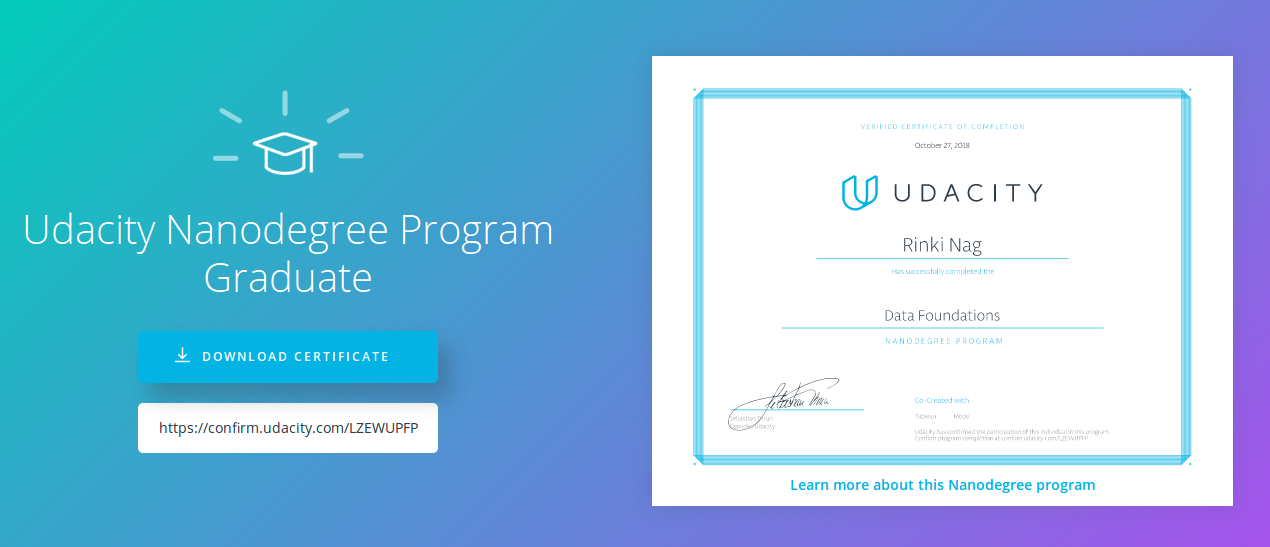 Udacity Nanodegree Program
Graduate
DOWNLOAD CERTIFICATE
https://confirm.udacity.com/LZEWUPFP
VERIFIED CERTIFICATE OF COMPLETION
October 27, 2018
UDACITY
Rinki Nag
Has successfully completed the
Data Foundations
NANODEGREE PROGRAM
Sebastian Thrun
Founder, Udacity
Co-Created with
Tableau Mode
Udacity has confirmed the participation of this individual in this program.
Confirm program completion at confirm.udacity.com/LZEWUPFP
Learn more about this Nanodegree program